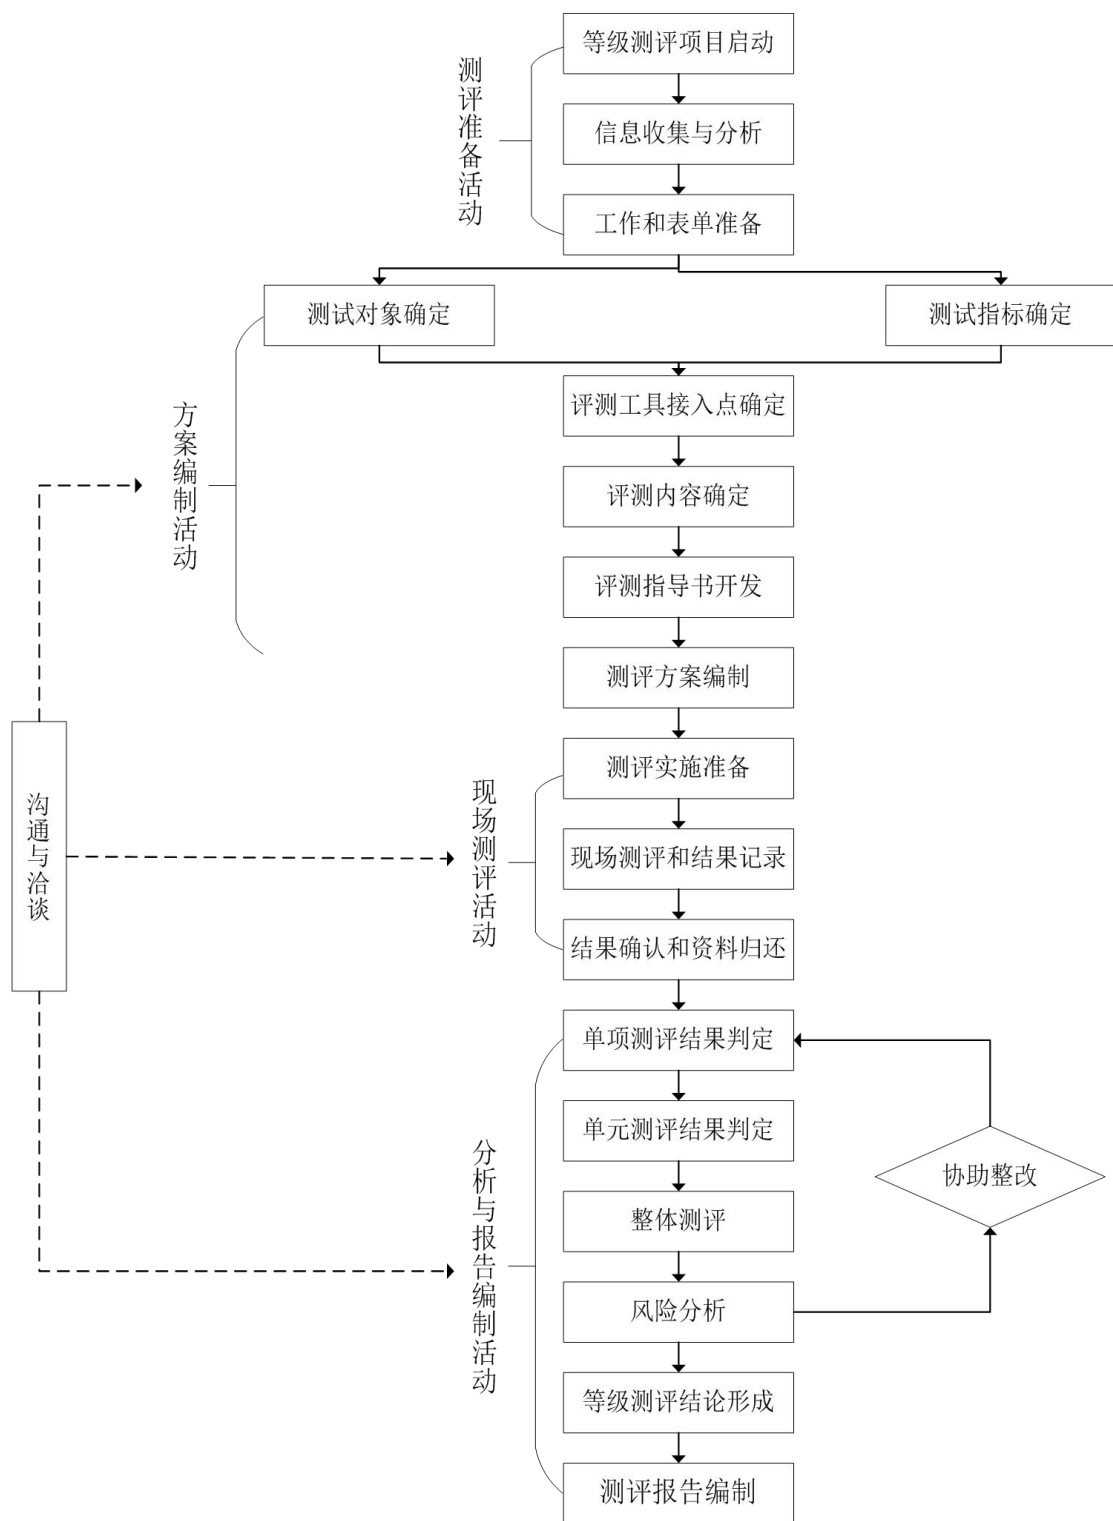 等级测评项目启动
测评准备活动
信息收集与分析
工作和表单准备
测试对象确定
测试指标确定
方案编制活动
评测工具接入点确定
评测内容确定
评测指导书开发
测评方案编制
沟通与洽谈
现场测评活动
测评实施准备
现场测评和结果记录
结果确认和资料归还
分析与报告编制活动
单项测评结果判定
单元测评结果判定
协助整改
整体测评
风险分析
等级测评结论形成
测评报告编制